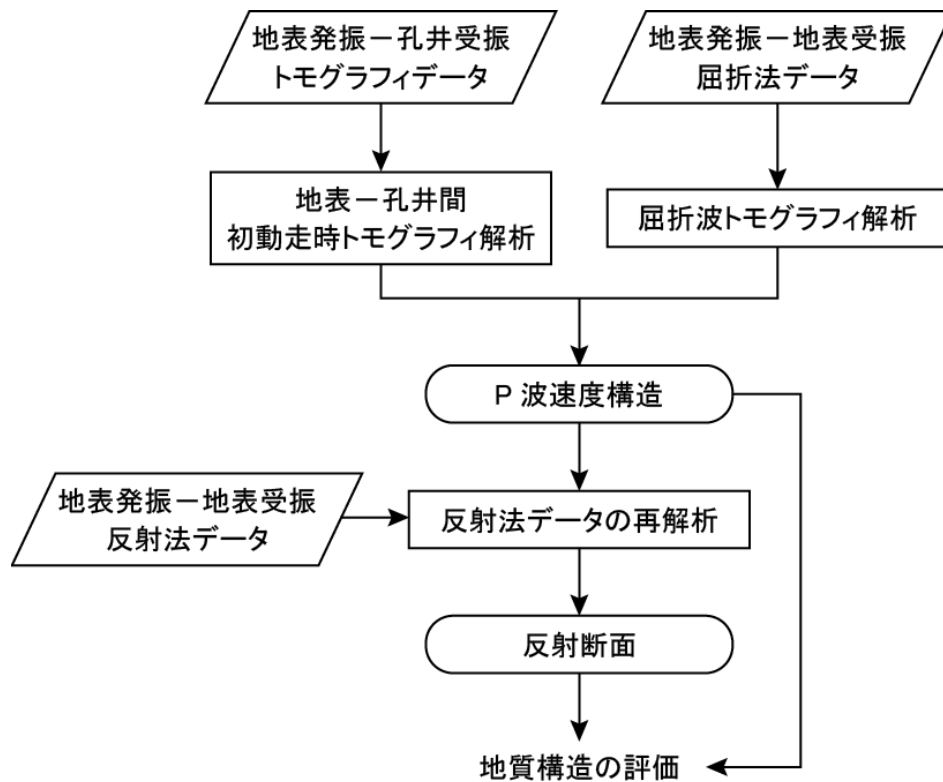 地表発振－孔井受振
トモグラフィデータ
地表発振－地表受振
屈折法データ
地表－孔井間
初動走時トモグラフィ解析
屈折波トモグラフィ解析
P 波速度構造
地表発振－地表受振
反射法データ
反射法データの再解析
反射断面
地質構造の評価